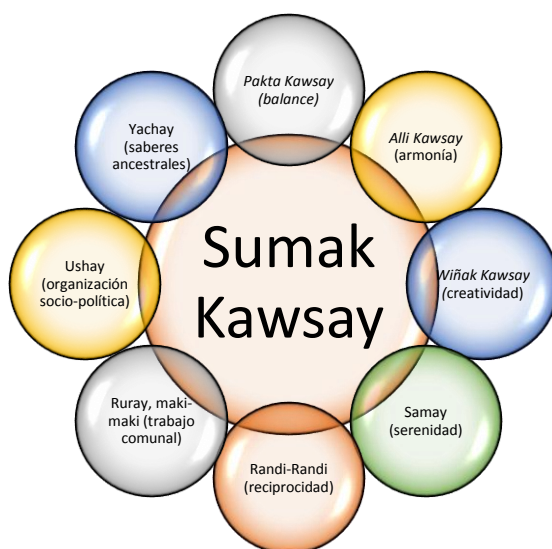 Pakta Kawsay
(balance)
Alli Kawsay
(armonía)
Wiñak Kawsay
(creatividad)
Samay
(serenidad)
Randi-Randi
(reciprocidad)
Ruray, maki-
maki (trabajo
comunal)
Ushay
(organización
socio-política)
Yachay
(saberes
ancestrales)
Sumak
Kawsay